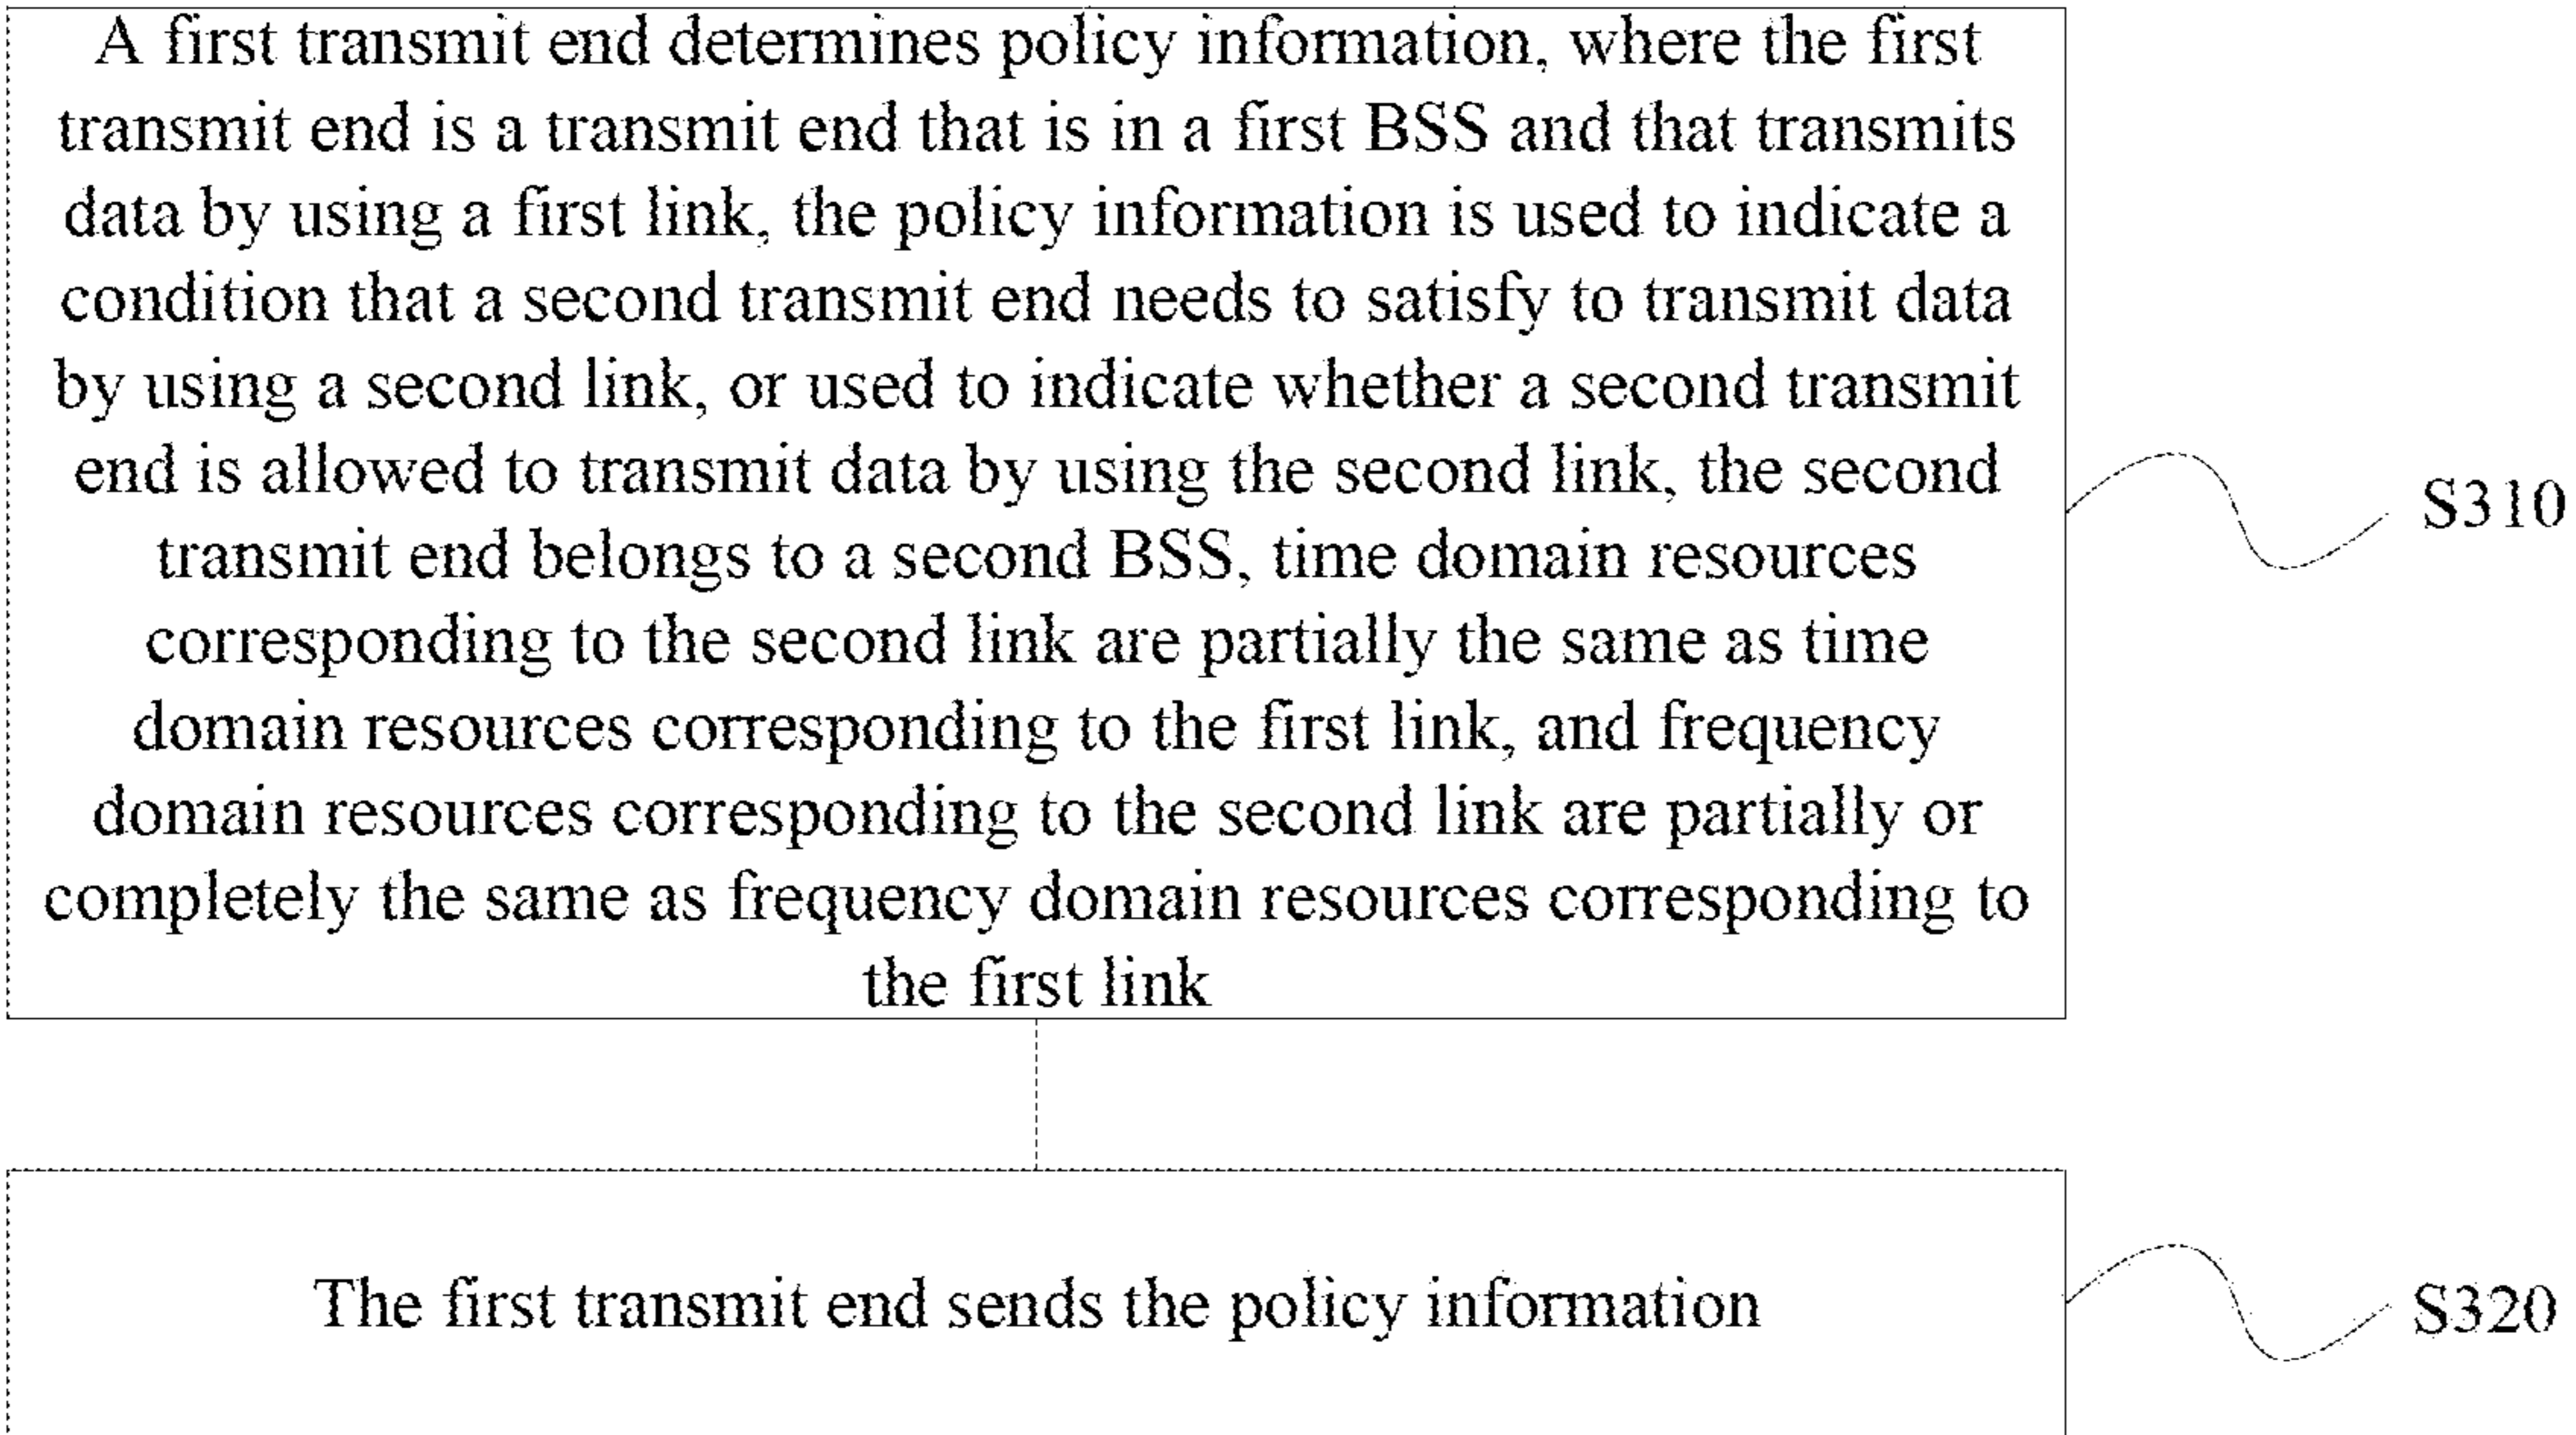 A first transmit end determines policy information, where the first
transmit end is a transmit end that is in a first BSS and that transmits
data by using a first link, the policy information is used to indicate a
condition that a second transmit end needs to satisfy to transmit data
by using a second link, or used to indicate whether a second transmit
end is allowed to transmit data by using the second link, the second
transmit end belongs to a second BSS, time domain resources
corresponding to the second link are partially the same as time
domain resources corresponding to the first link, and frequency
domain resources corresponding to the second link are partially or
completely the same as frequency domain resources corresponding to
the first link
S310
The first transmit end sends the policy information
S320